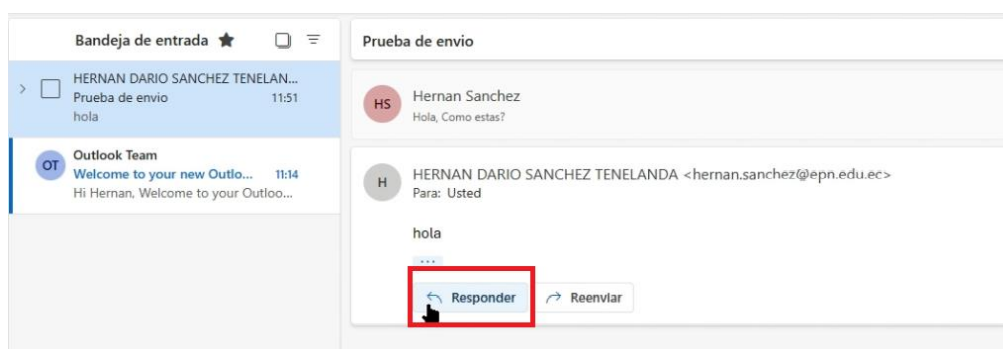 Bandeja de entrada
HERNAN DARIO SANCHEZ TENELAN...
Prueba de envio 11:51
hola
OT
Outlook Team
Welcome to your new Outlo... 11:14
Hi Hernan, Welcome to your Outloo...
Prueba de envio
HS
Hernan Sanchez
Hola, Como estas?
H
HERNAN DARIO SANCHEZ TENELANDA <hernan.sanchez@epn.edu.ec>
Para: Usted
hola
...
Responder
Reenviar